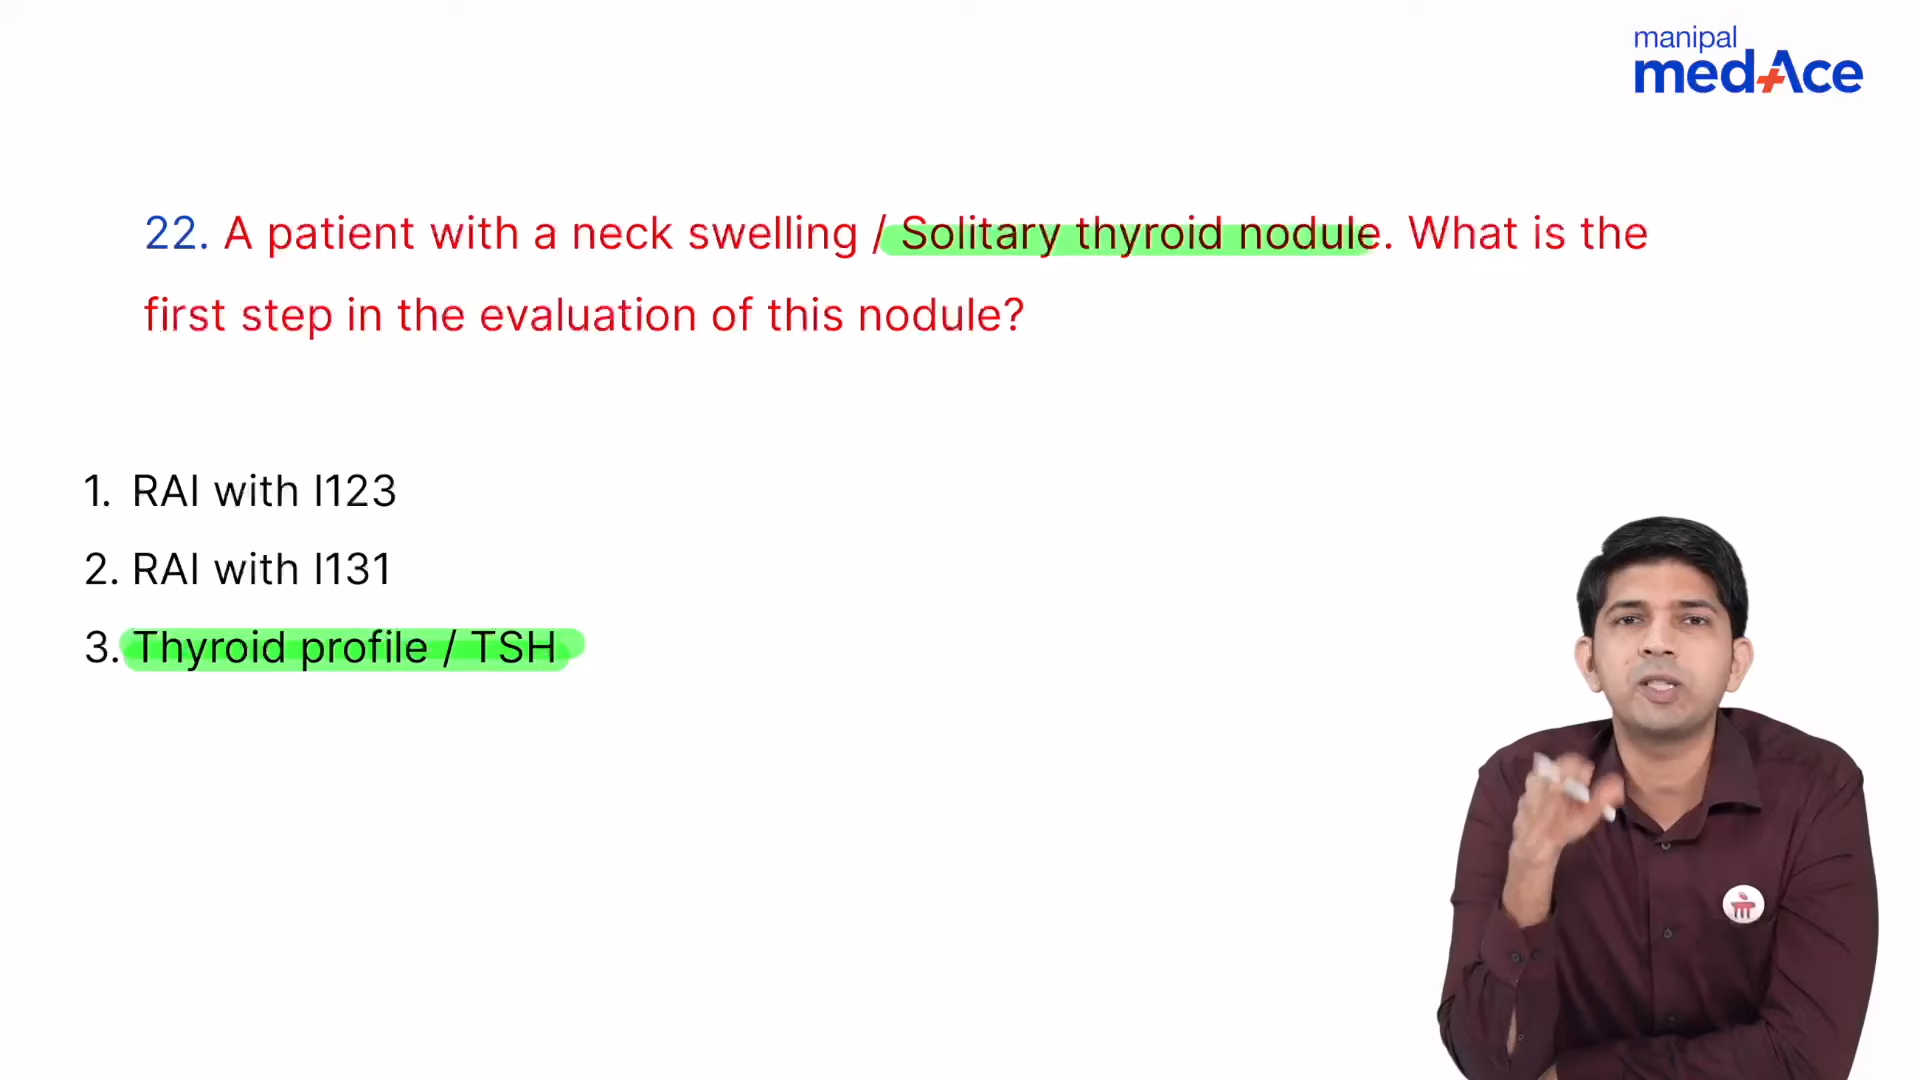 manipal
medAce
22. A patient with a neck swelling / Solitary thyroid nodule. What is the
first step in the evaluation of this nodule?
1. RAI with I123
2. RAI with I131
3. Thyroid profile / TSH